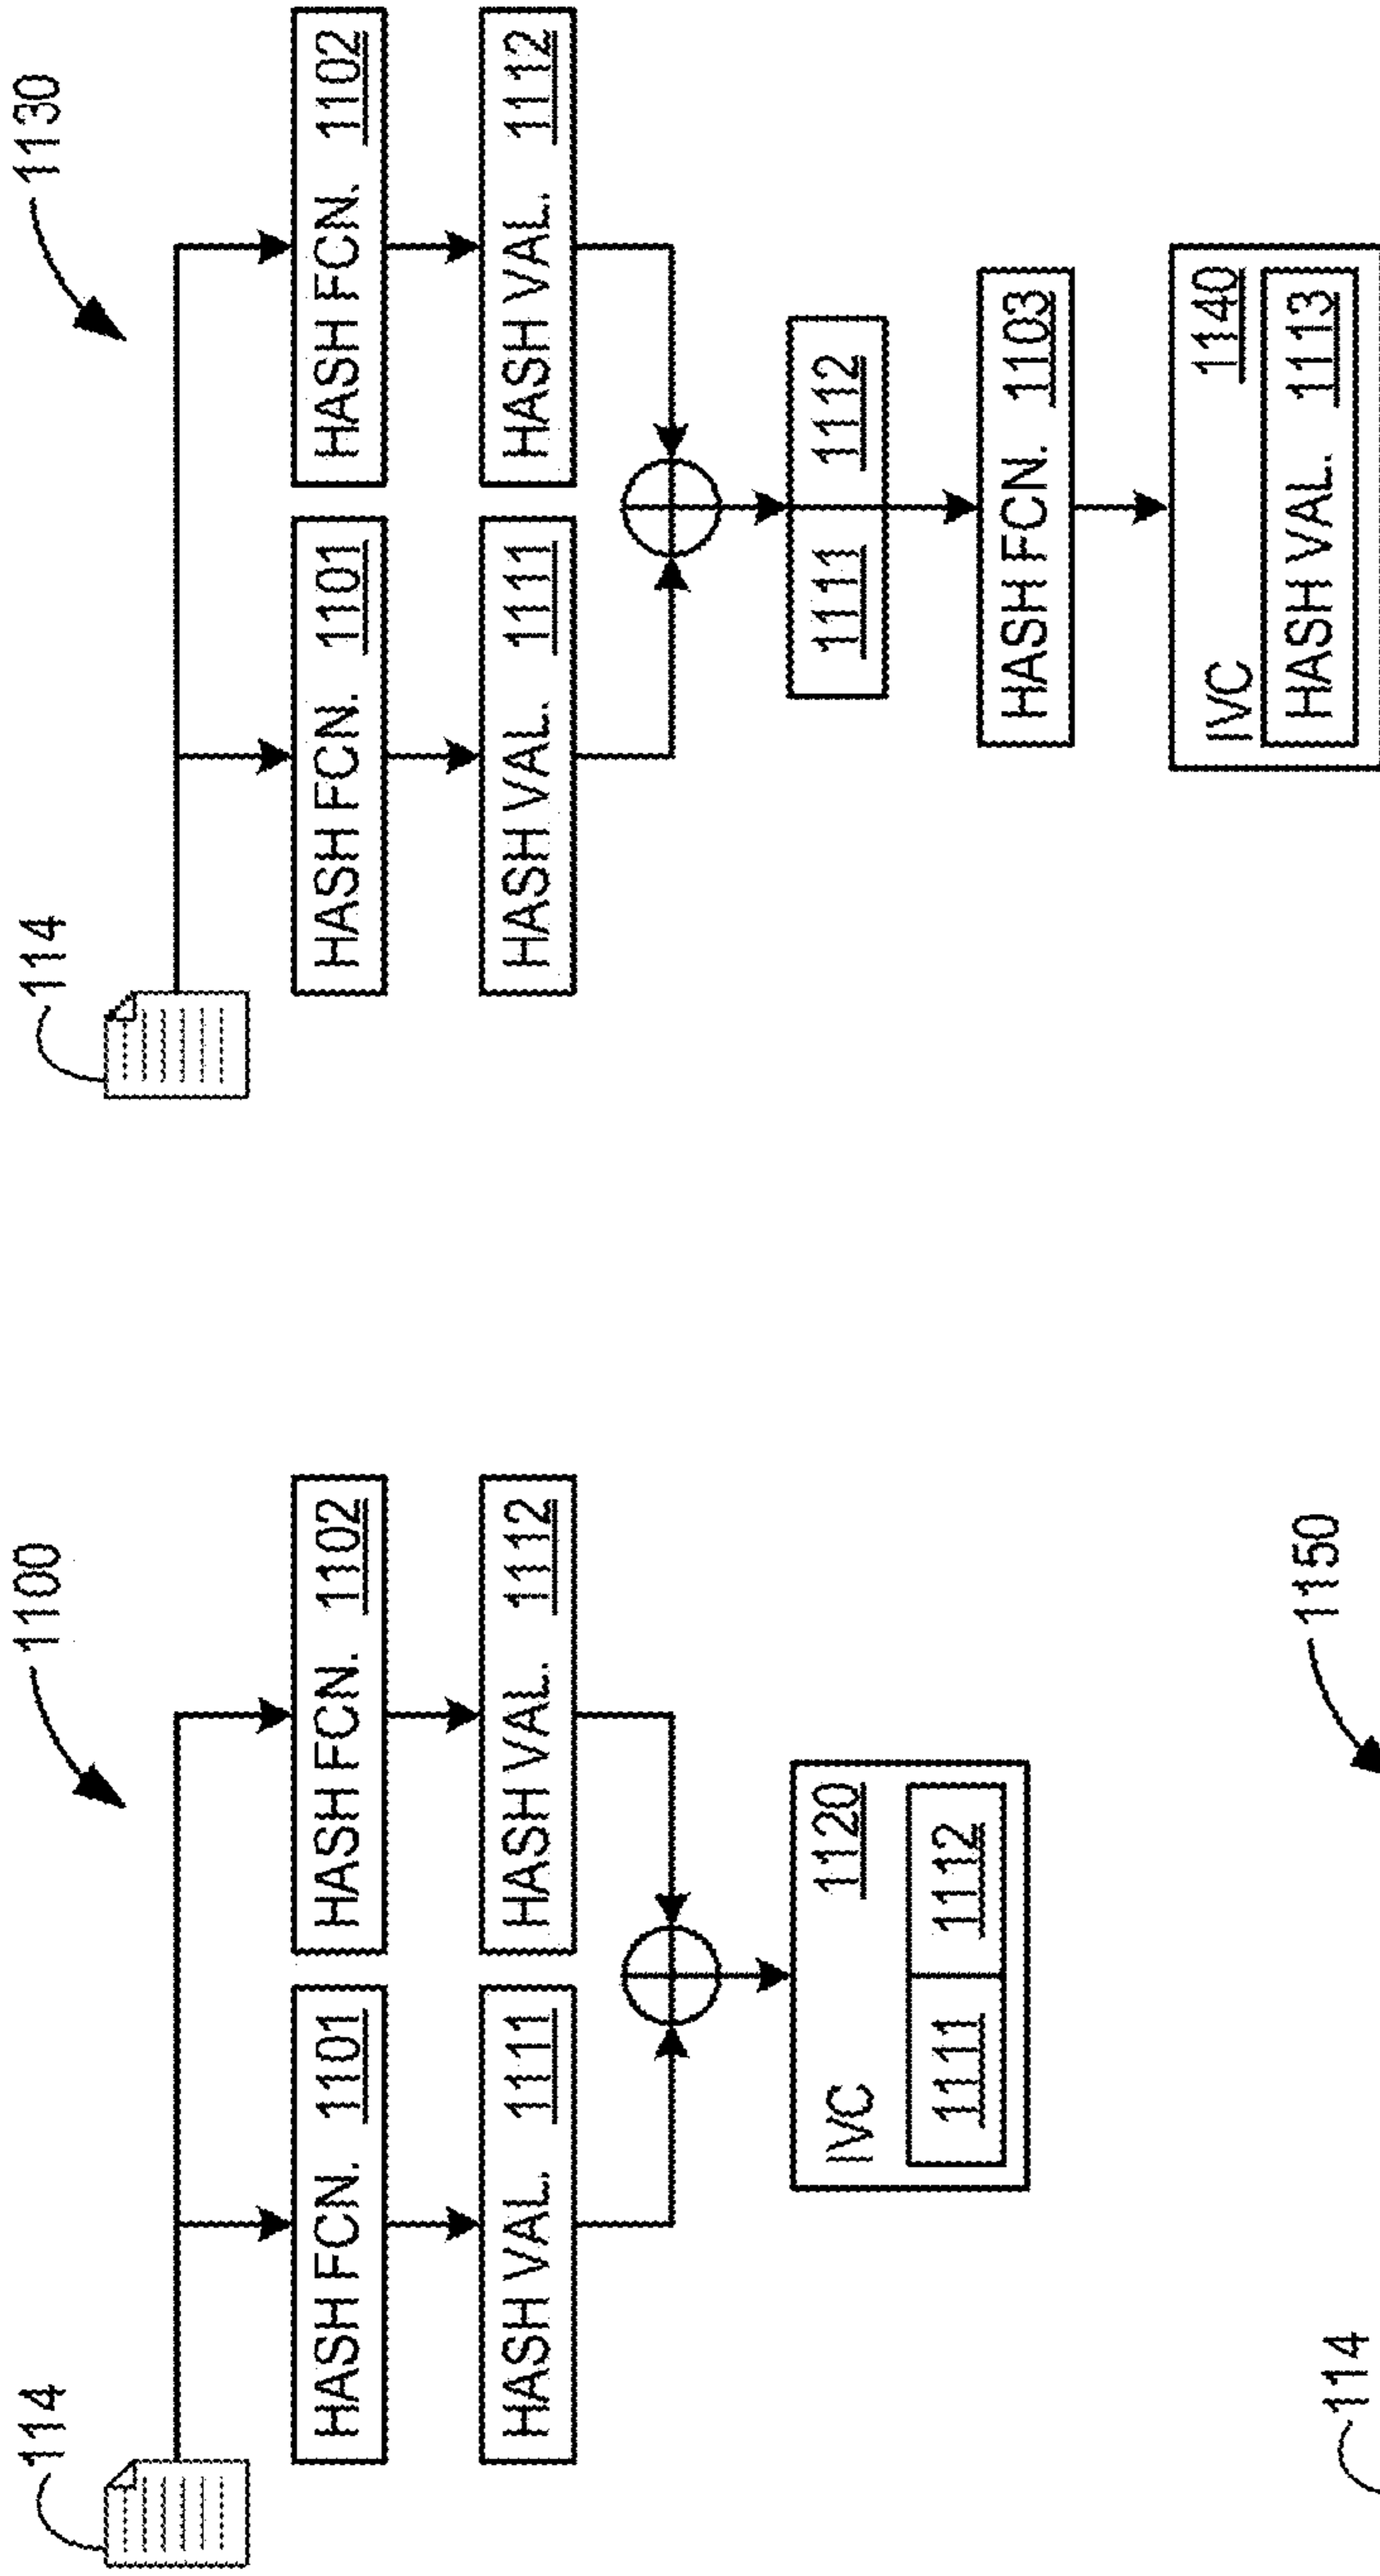 114
1100
HASH FCN. 1101
HASH FCN. 1102
HASH VAL. 1111
HASH VAL. 1112
IVC 1120
1111 1112
114
1130
HASH FCN. 1101
HASH FCN. 1102
HASH VAL. 1111
HASH VAL. 1112
1111 1112
HASH FCN. 1103
IVC 1140
HASH VAL. 1113
114
1150